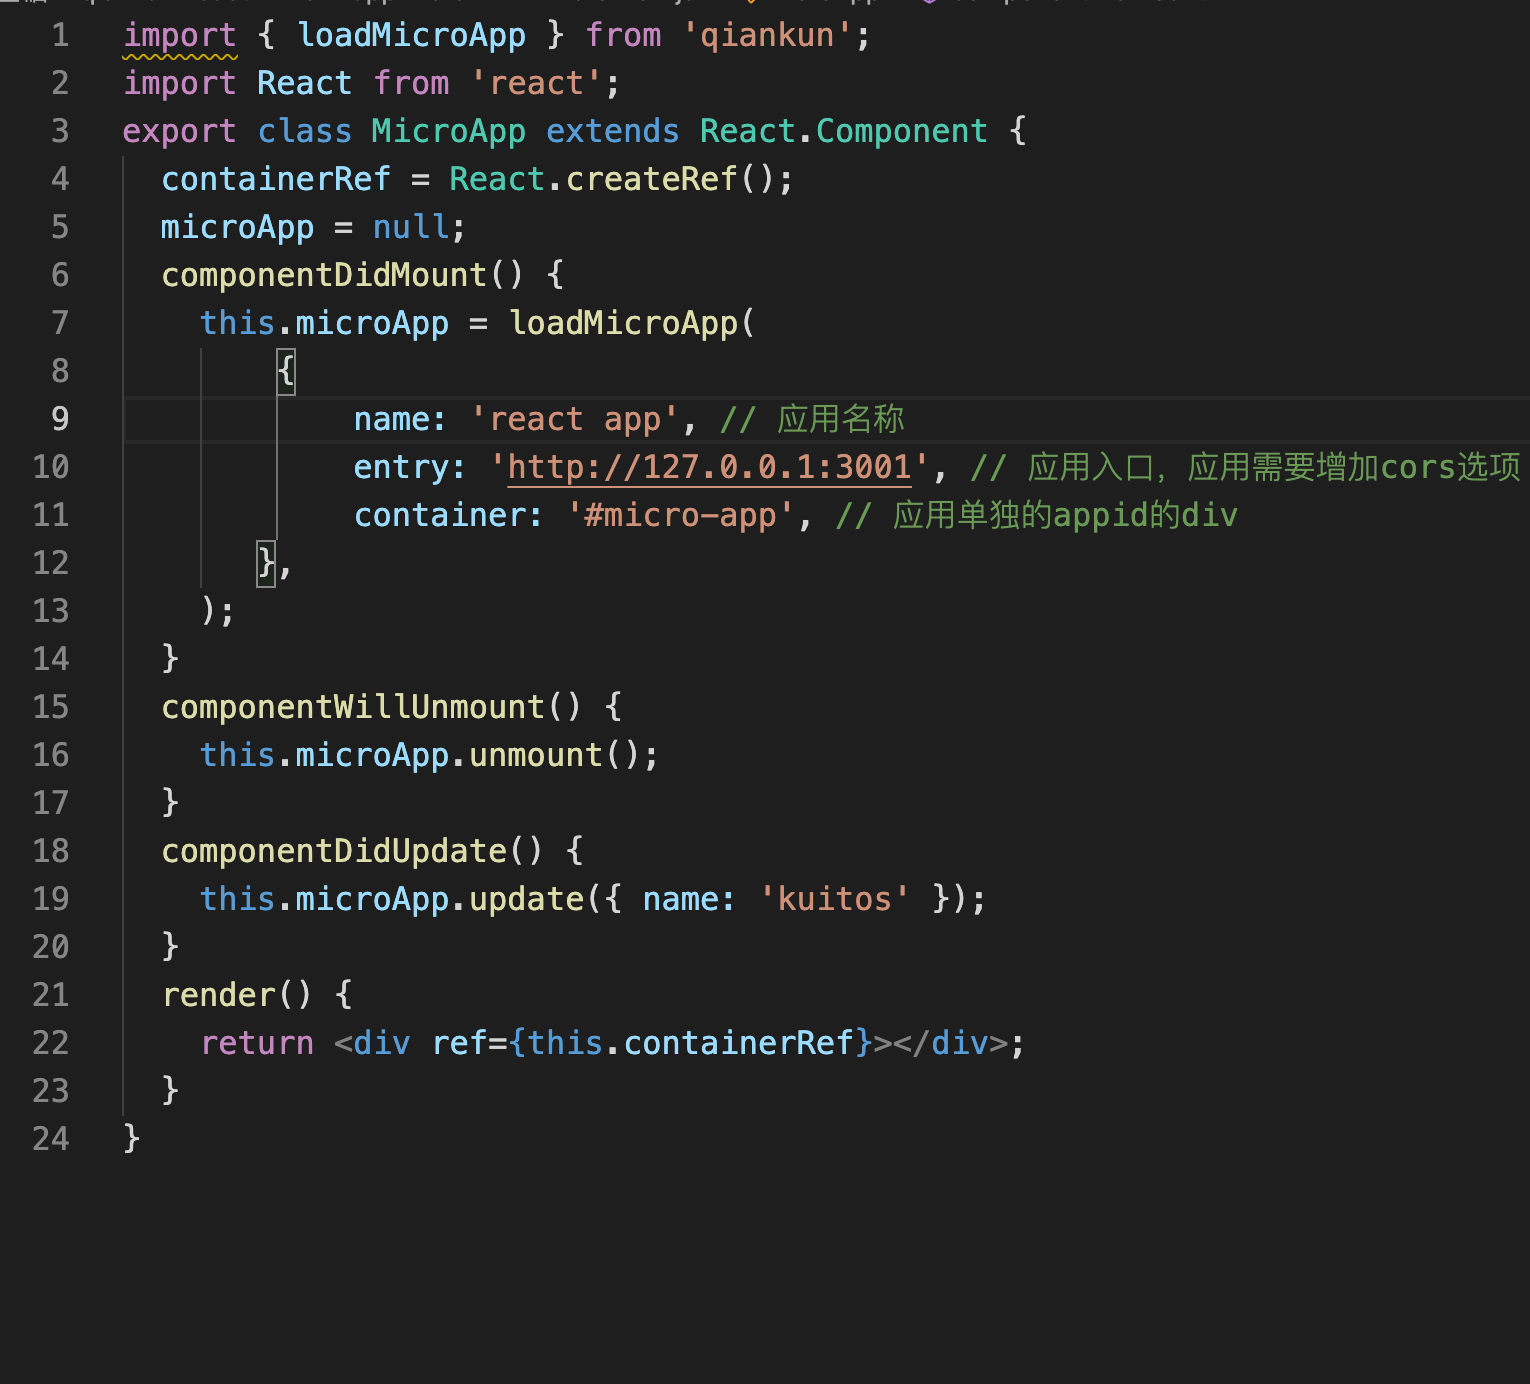 1 import { loadMicroApp } from 'qiankun';
2 import React from 'react';
3 export class MicroApp extends React.Component {
4 containerRef = React.createRef();
5 microApp = null;
6 componentDidMount() {
7 this.microApp = loadMicroApp(
8 {
9 name: 'react app', // 应用名称
10 entry: 'http://127.0.0.1:3001', // 应用入口，应用需要增加cors选项
11 container: '#micro-app', // 应用单独的appid的div
12 },
13 );
14 }
15 componentWillUnmount() {
16 this.microApp.unmount();
17 }
18 componentDidUpdate() {
19 this.microApp.update({ name: 'kuitos' });
20 }
21 render() {
22 return <div ref={this.containerRef}></div>;
23 }
24 }